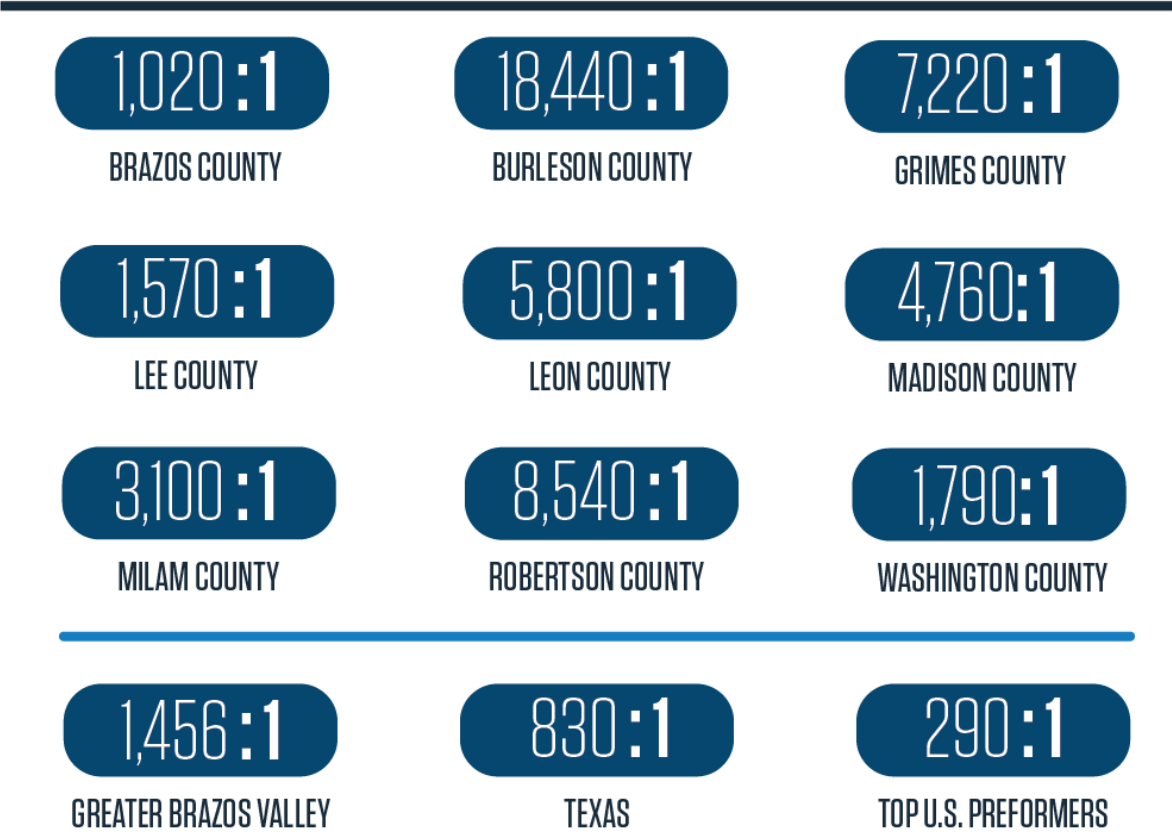 1,020:1
BRAZOS COUNTY
18,440:1
BURLESON COUNTY
7,220:1
GRIMES COUNTY
1,570:1
LEE COUNTY
5,800:1
LEON COUNTY
4,760:1
MADISON COUNTY
3,100:1
MILAM COUNTY
8,540:1
ROBERTSON COUNTY
1,790:1
WASHINGTON COUNTY
1,456:1
GREATER BRAZOS VALLEY
830:1
TEXAS
290:1
TOP U.S. PREFORMERS